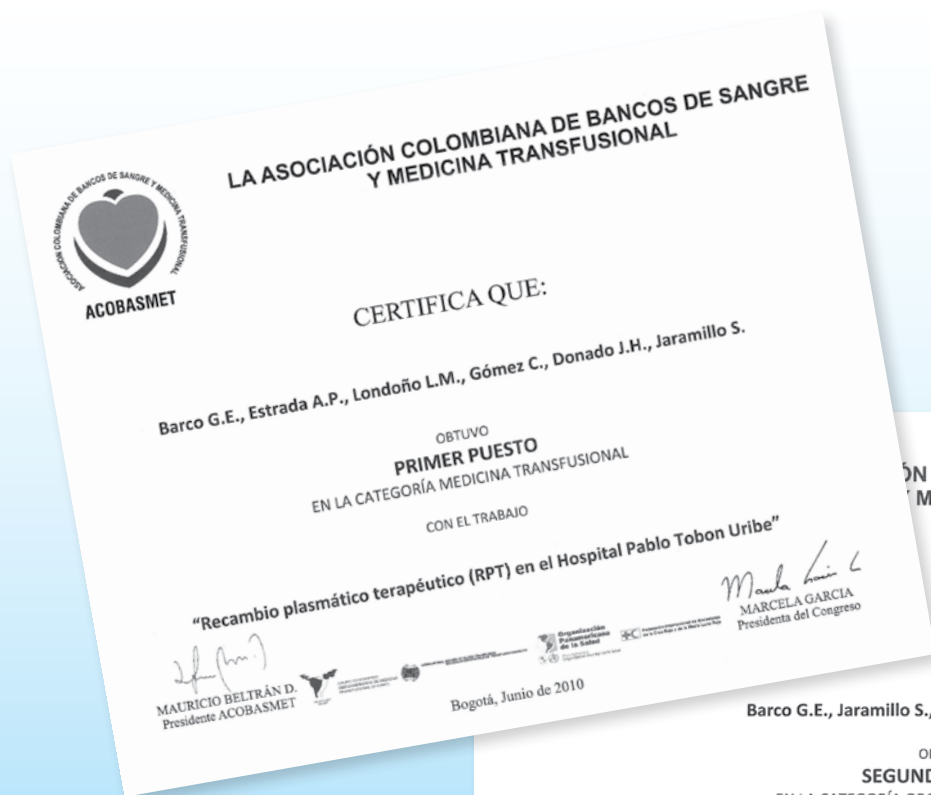 LA ASOCIACIÓN COLOMBIANA DE BANCOS DE SANGRE
Y MEDICINA TRANSFUSIONAL
ASOCIACIÓN COLOMBIANA DE BANCOS DE SANGRE Y MEDICINA TRANSFUSIONAL
ACOBASMET
CERTIFICA QUE:
Barco G.E., Estrada A.P., Londoño L.M., Gómez C., Donado J.H., Jaramillo S.
OBTUVO
PRIMER PUESTO
EN LA CATEGORÍA MEDICINA TRANSFUSIONAL
CON EL TRABAJO
"Recambio plasmático terapéutico (RPT) en el Hospital Pablo Tobon Uribe"
MAURICIO BELTRÁN D.
Presidente ACOBASMET
Organización
Panamericana
de la Salud
MARCELA GARCIA
Presidenta del Congreso
Bogotá, Junio de 2010
ÓN
Y M
Barco G.E., Jaramillo S.,
SEGUND